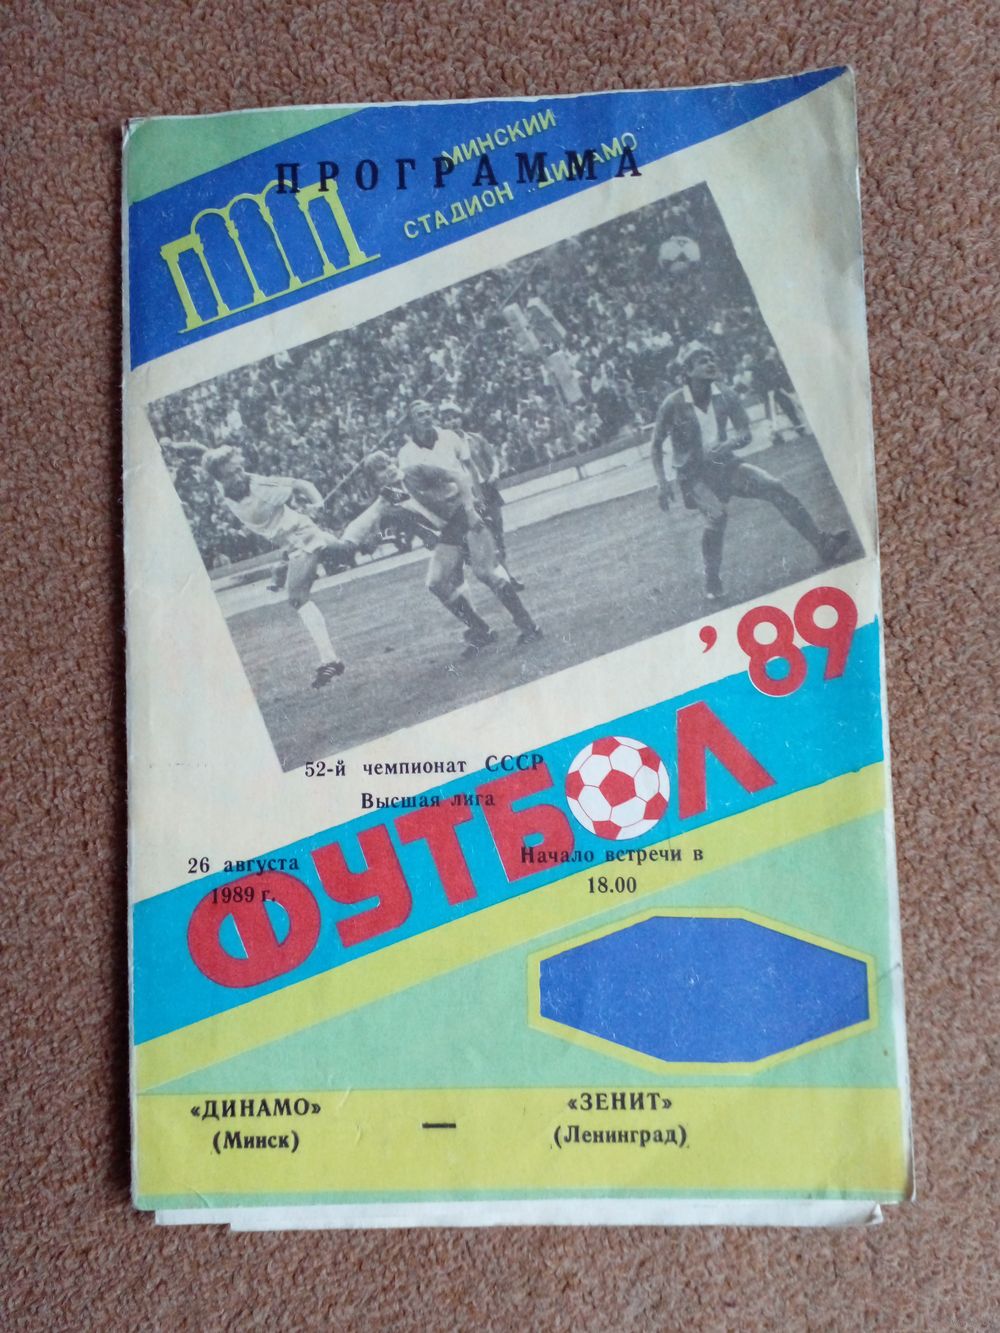 МИНСКИЙ
СТАДИОН „ДИНАМО
ПРОГРАММА
'89
ФУТБОЛ
52-й чемпионат СССР
Высшая лига
26 августа
1989 г.
Начало встречи в
18.00
«ДИНАМО»
(Минск)
—
«ЗЕНИТ»
(Ленинград)